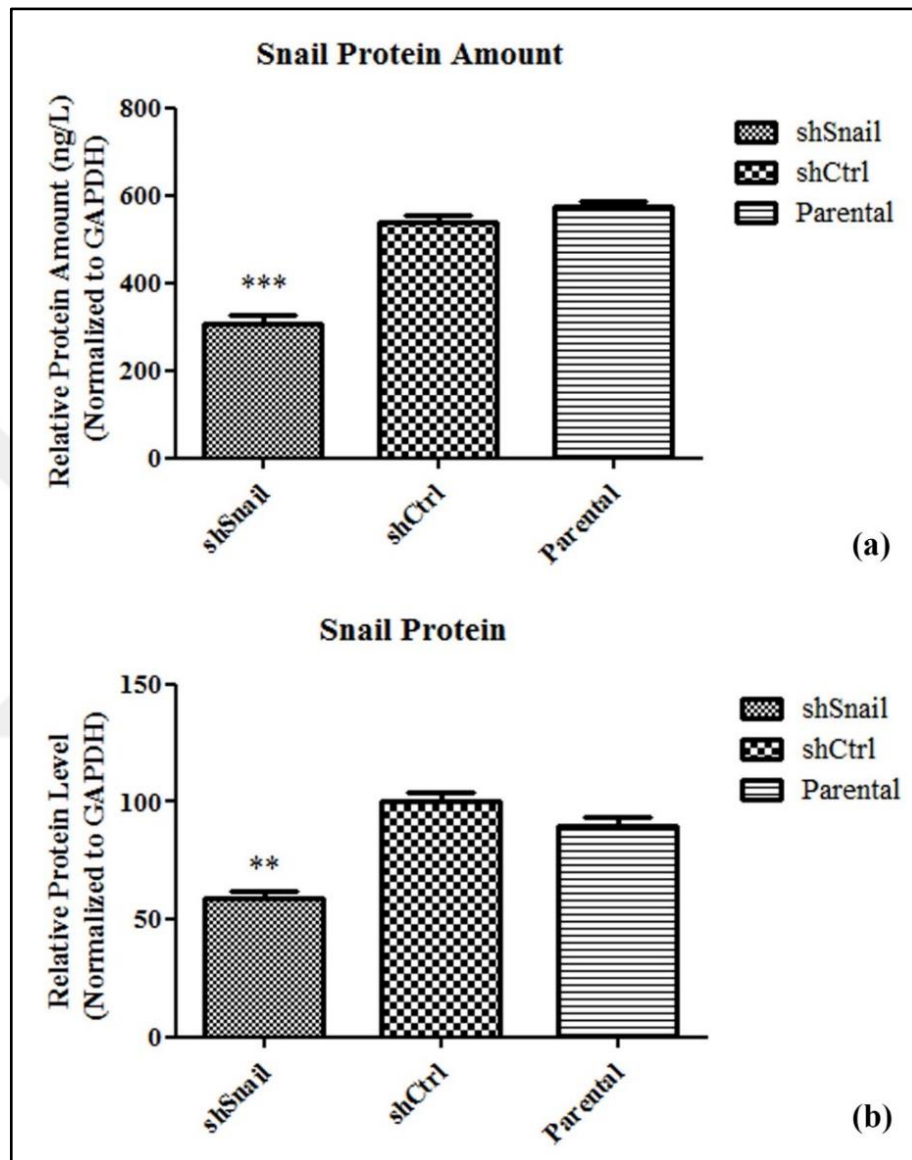 Snail Protein Amount
Relative Protein Amount (ng/L)
(Normalized to GAPDH)
800
600
400
200
0
***
shSnail
shCtrl
Parental
shSnail
shCtrl
Parental
(a)
Snail Protein
Relative Protein Level
(Normalized to GAPDH)
150
100
50
0
**
shSnail
shCtrl
Parental
shSnail
shCtrl
Parental
(b)